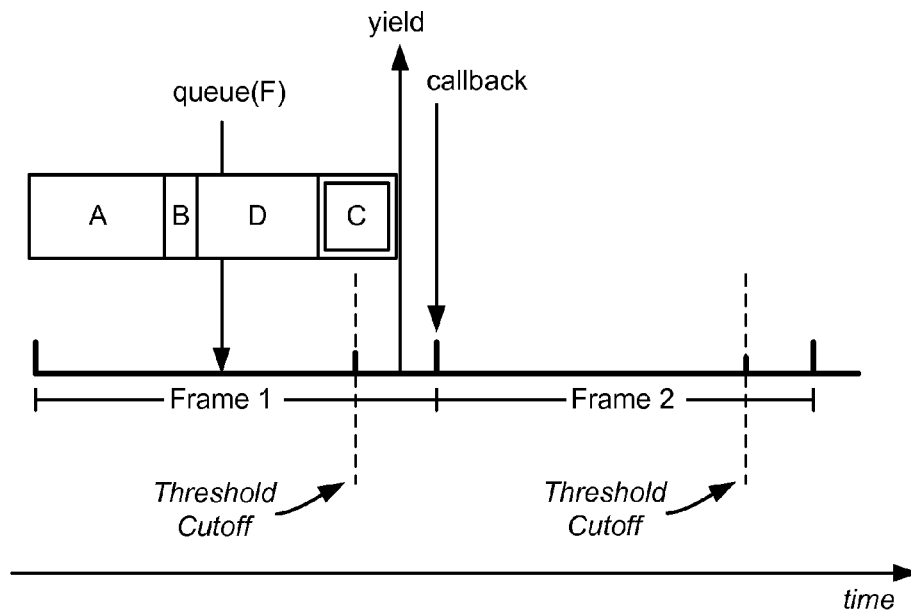 yield
callback
queue(F)
A B D C
Frame 1 Frame 2
Threshold
Cutoff
Threshold
Cutoff
time